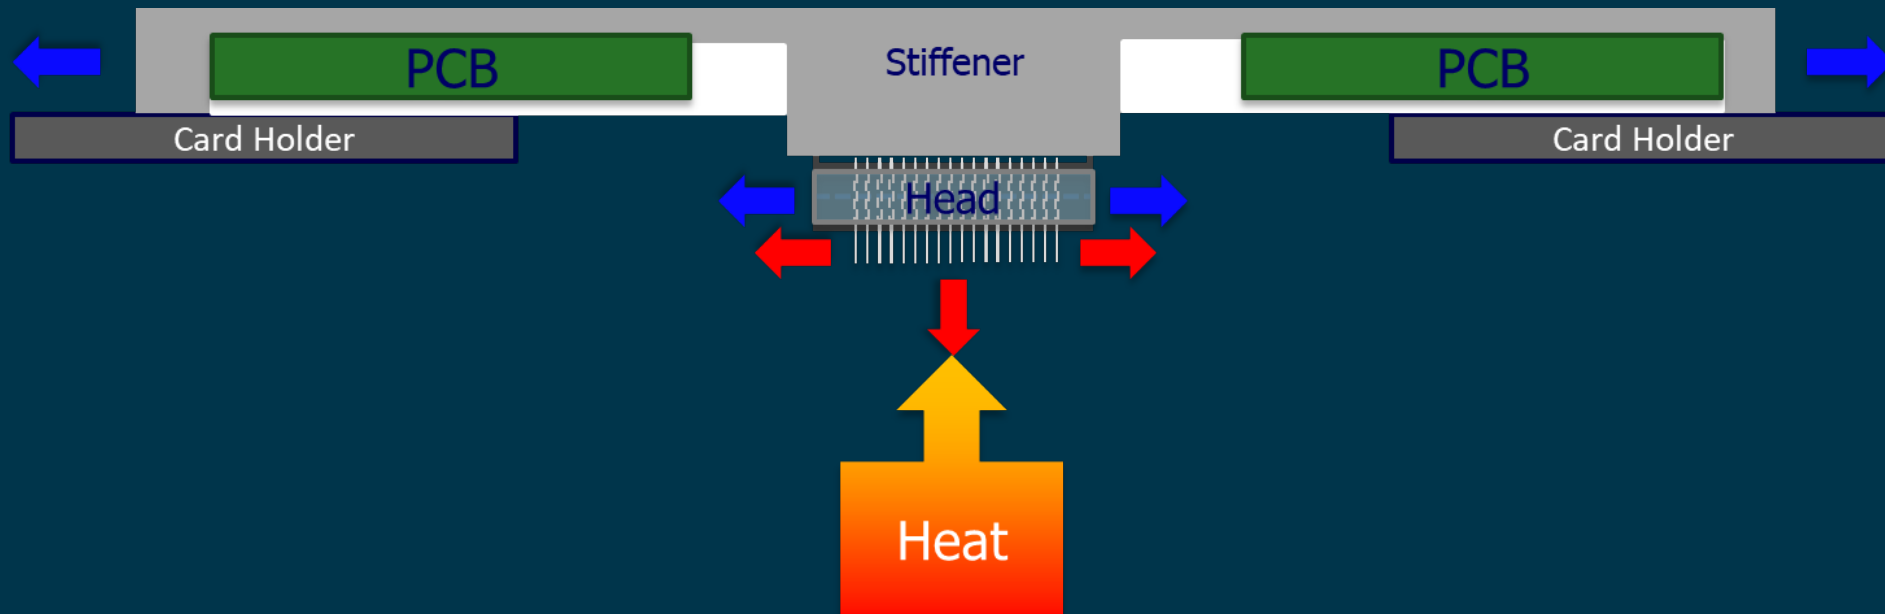 PCB
Stiffener
PCB
Card Holder
Card Holder
Head
Heat